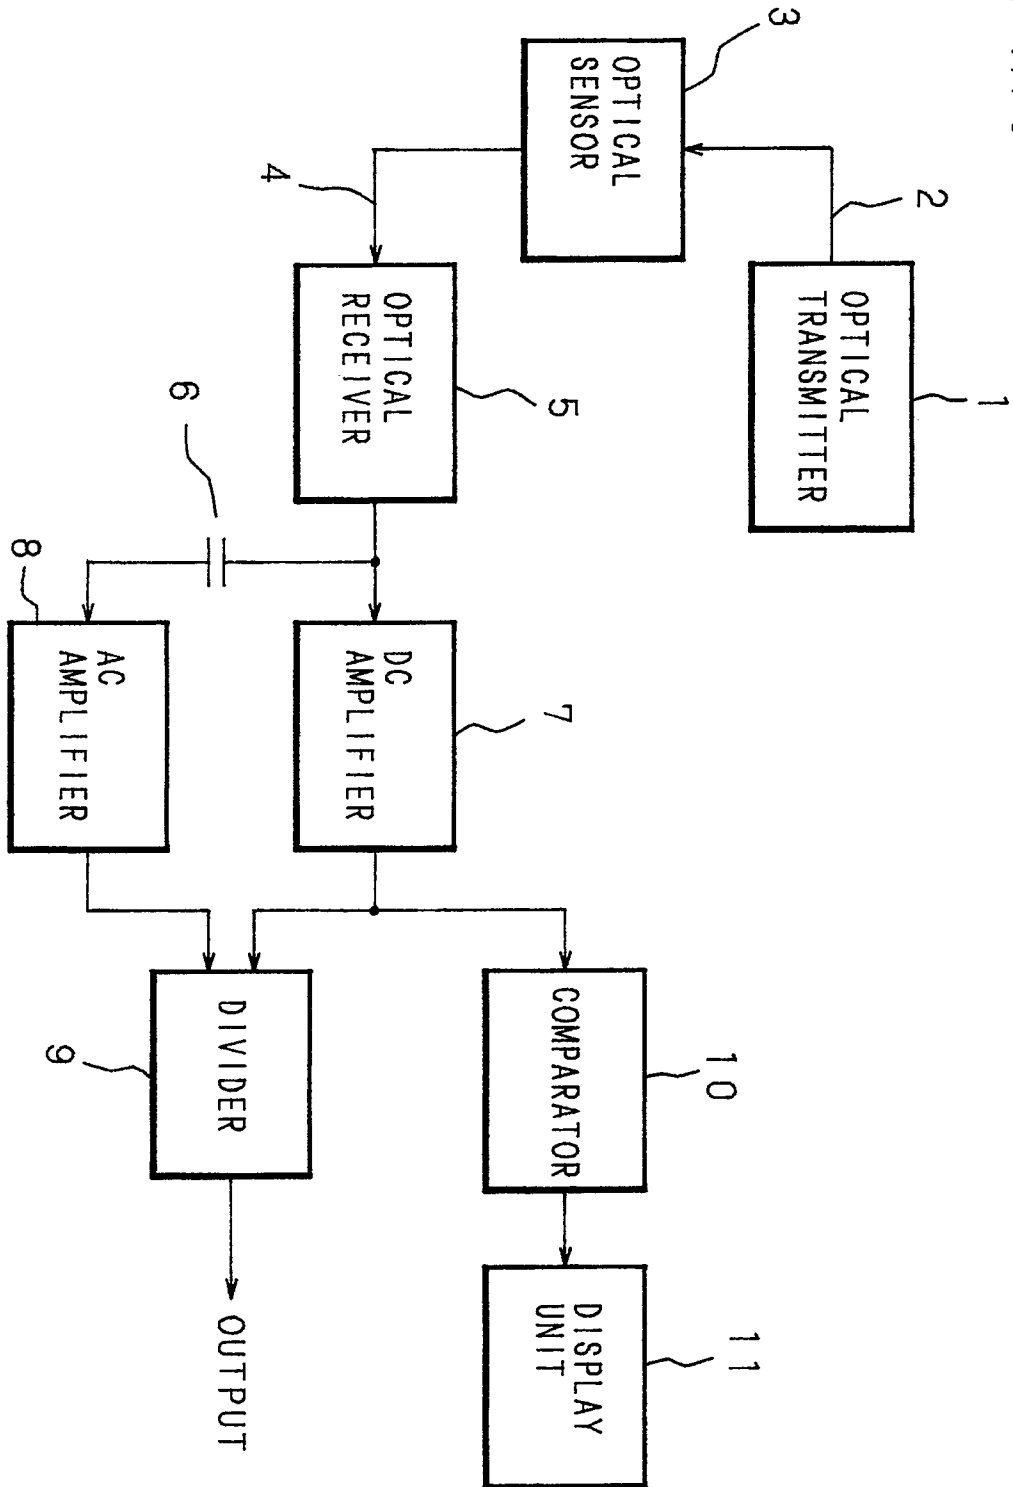 1
OPTICAL
TRANSMITTER
2
3
OPTICAL
SENSOR
4
OPTICAL
RECEIVER
5
6
DC
AMPLIFIER
7
8
AC
AMPLIFIER
COMPARATOR
10
DISPLAY
UNIT
11
DIVIDER
9
OUTPUT